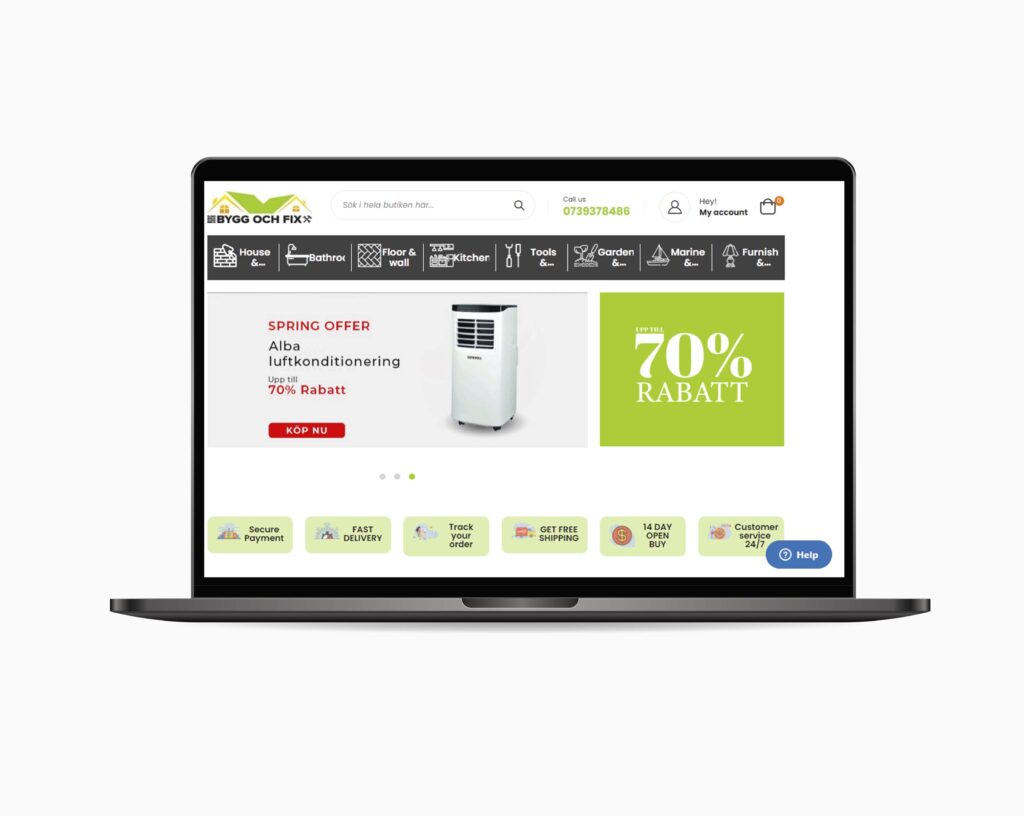 BYGG OCH FIX
Sök i hela butiken här...
Call us
0739378486
Hey!
My account
0
House
&...
Bathroo
Floor &
wall
Kitchen
Tools
&...
Garden
&...
Marine
&...
Furnish
&...
SPRING OFFER
Alba
luftkonditionering
Upp till
70% Rabatt
KÖP NU
UPP TILL
70%
RABATT
Secure
Payment
FAST
DELIVERY
Track
your
order
GET FREE
SHIPPING
14 DAY
OPEN
BUY
Customer
service
24/7
Help